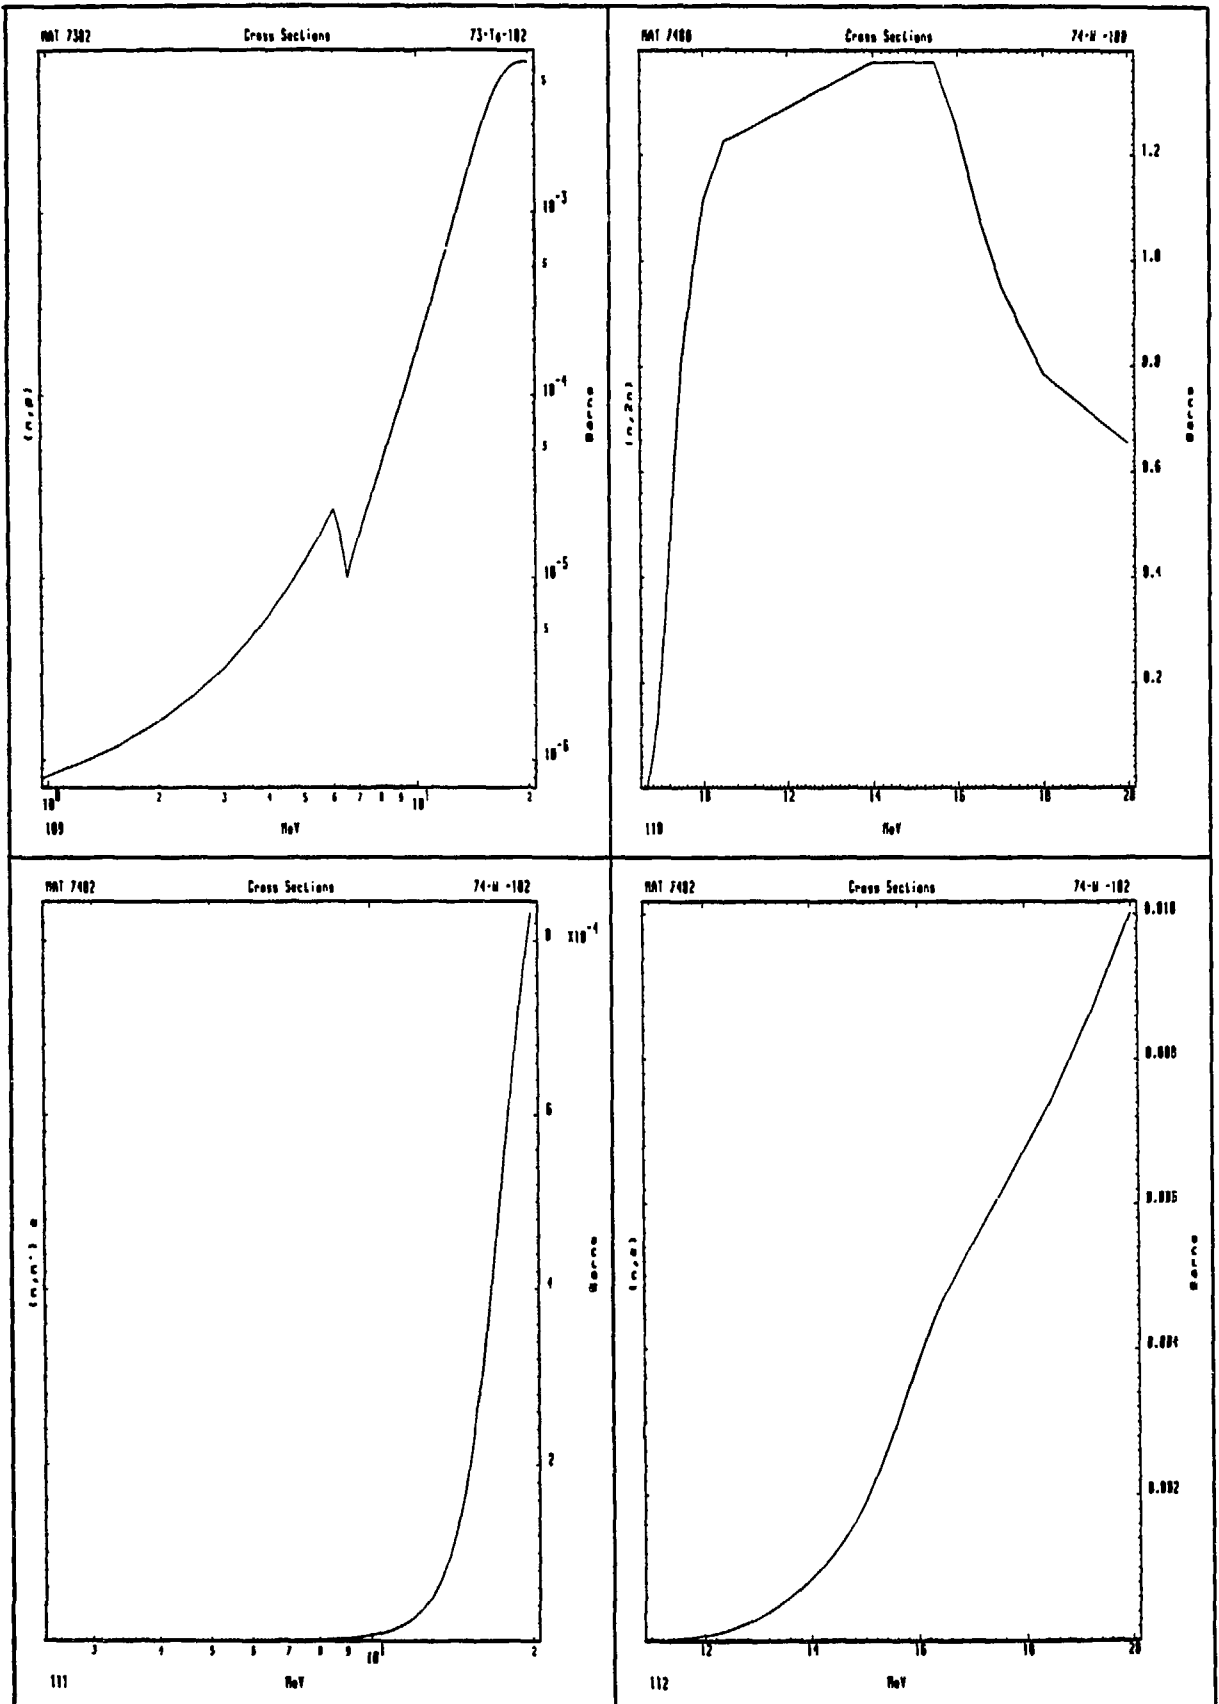 MAT 7302 Cross Sections 73-Ta-182
5
10-3
5
10-4
5
10-5
5
10-6
Barns
10 0 2 3 4 5 6 7 8 9 10 1 2
109 MeV
MAT 7480 Cross Sections 74-W -180
(n,2n)
1.2
1.0
0.8
0.6
0.4
0.2
Barns
10 12 14 16 18 20
110 MeV
MAT 7482 Cross Sections 74-W -182
8 X10-4
6
4
2
(n,n')
Barns
3 4 5 6 7 8 9 10 2
111 MeV
MAT 7482 Cross Sections 74-W -182
0.010
0.008
0.006
0.004
0.002
Barns
12 14 16 18 20
112 MeV